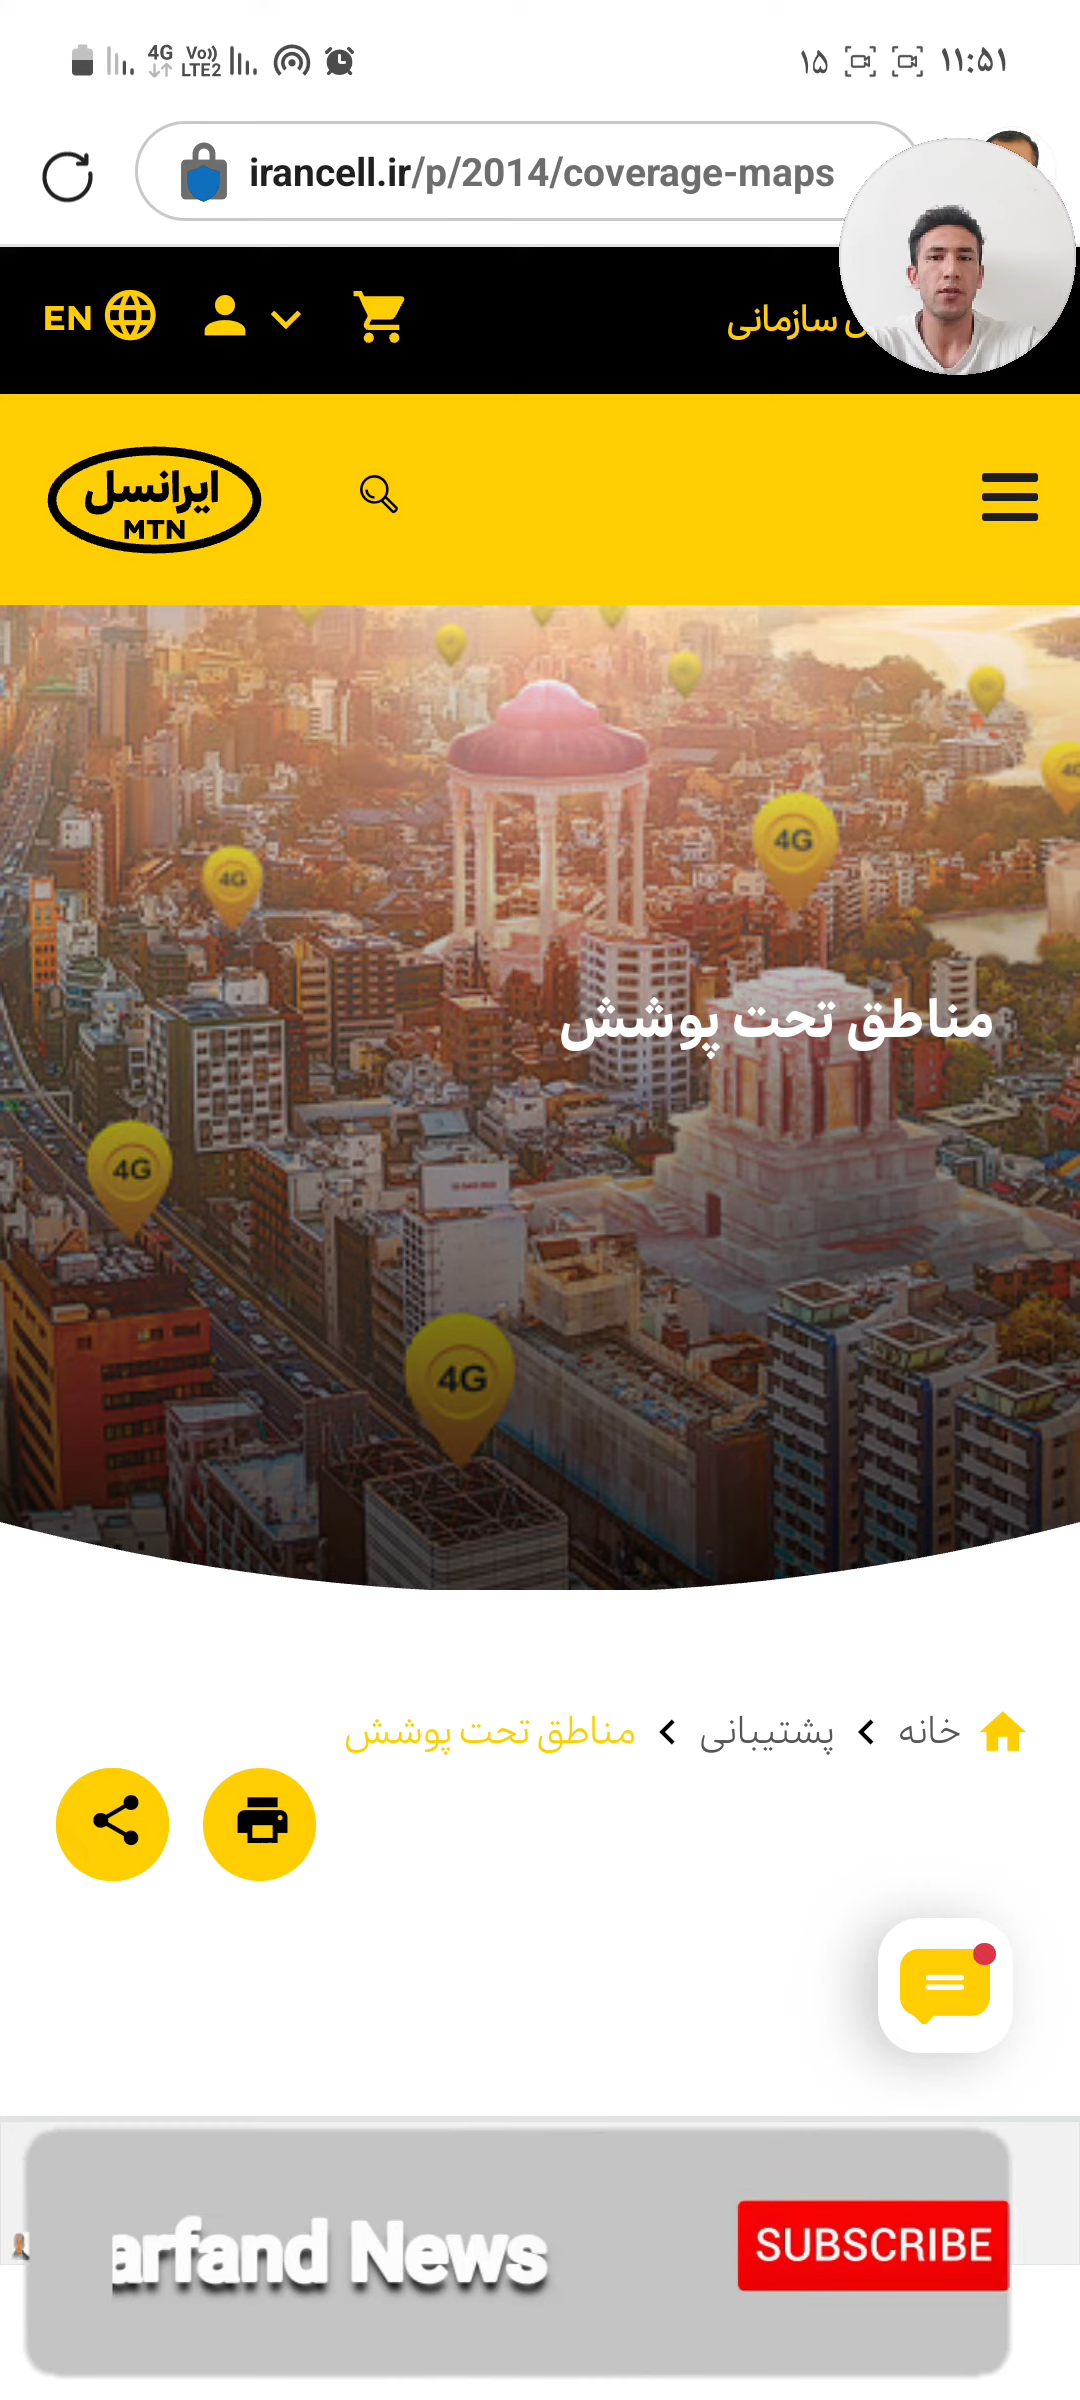 4G Vo)) LTE2 ۱۵ ۱۱:۵۱
irancell.ir/p/2014/coverage-maps
EN سازمانی
ایرانسل
MTN
4G
4G
4G
مناطق تحت پوشش
4G
4G
خانه › پشتیبانی › مناطق تحت پوشش
arfand News
SUBSCRIBE